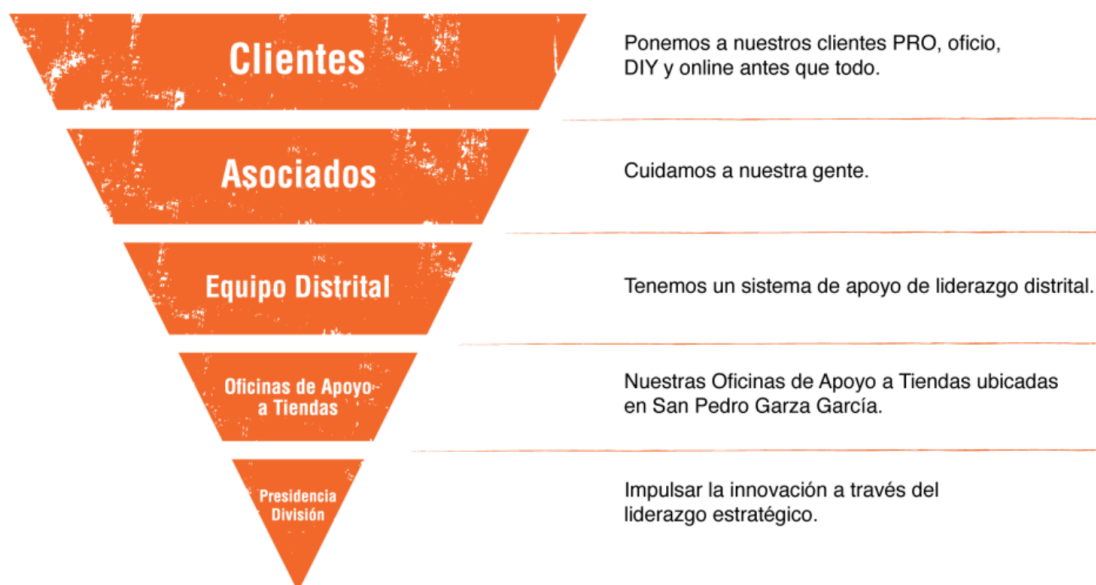 Clientes
Ponemos a nuestros clientes PRO, oficio,
DIY y online antes que todo.
Asociados
Cuidamos a nuestra gente.
Equipo Distrital
Tenemos un sistema de apoyo de liderazgo distrital.
Oficinas de Apoyo
a Tiendas
Nuestras Oficinas de Apoyo a Tiendas ubicadas
en San Pedro Garza García.
Presidencia
División
Impulsar la innovación a través del
liderazgo estratégico.